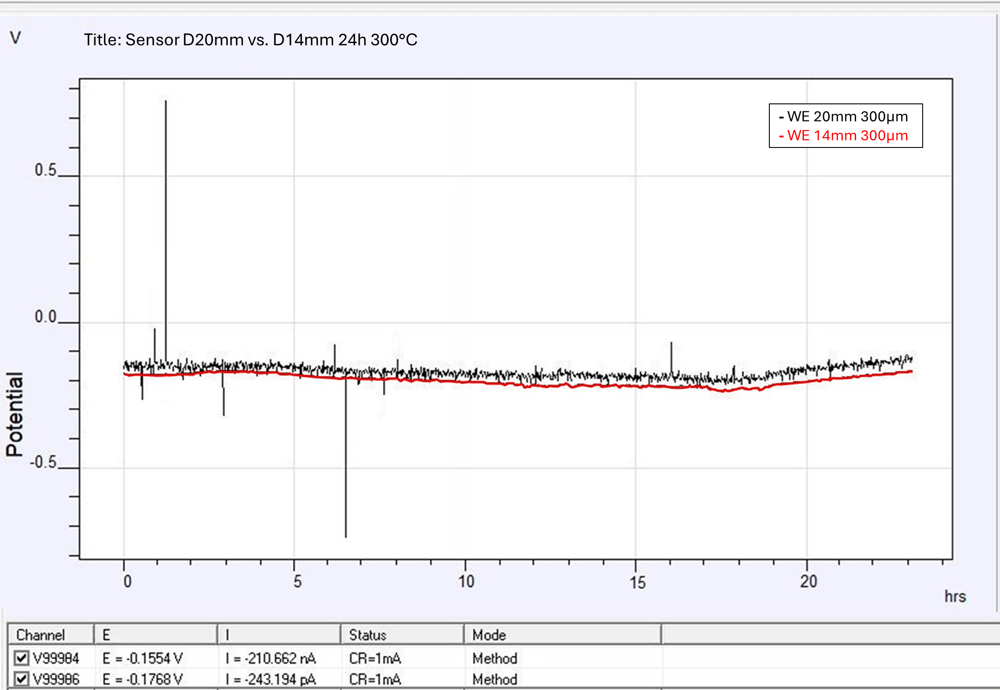 V
Title: Sensor D20mm vs. D14mm 24h 300°C
- WE 20mm 300µm
- WE 14mm 300µm
0.5
0.0
-0.5
Potential
0 5 10 15 20
hrs
Channel E I Status Mode
V99984 E = -0.1554 V I = -210.662 nA CR=1mA Method
V99986 E = -0.1768 V I = -243.194 pA CR=1mA Method